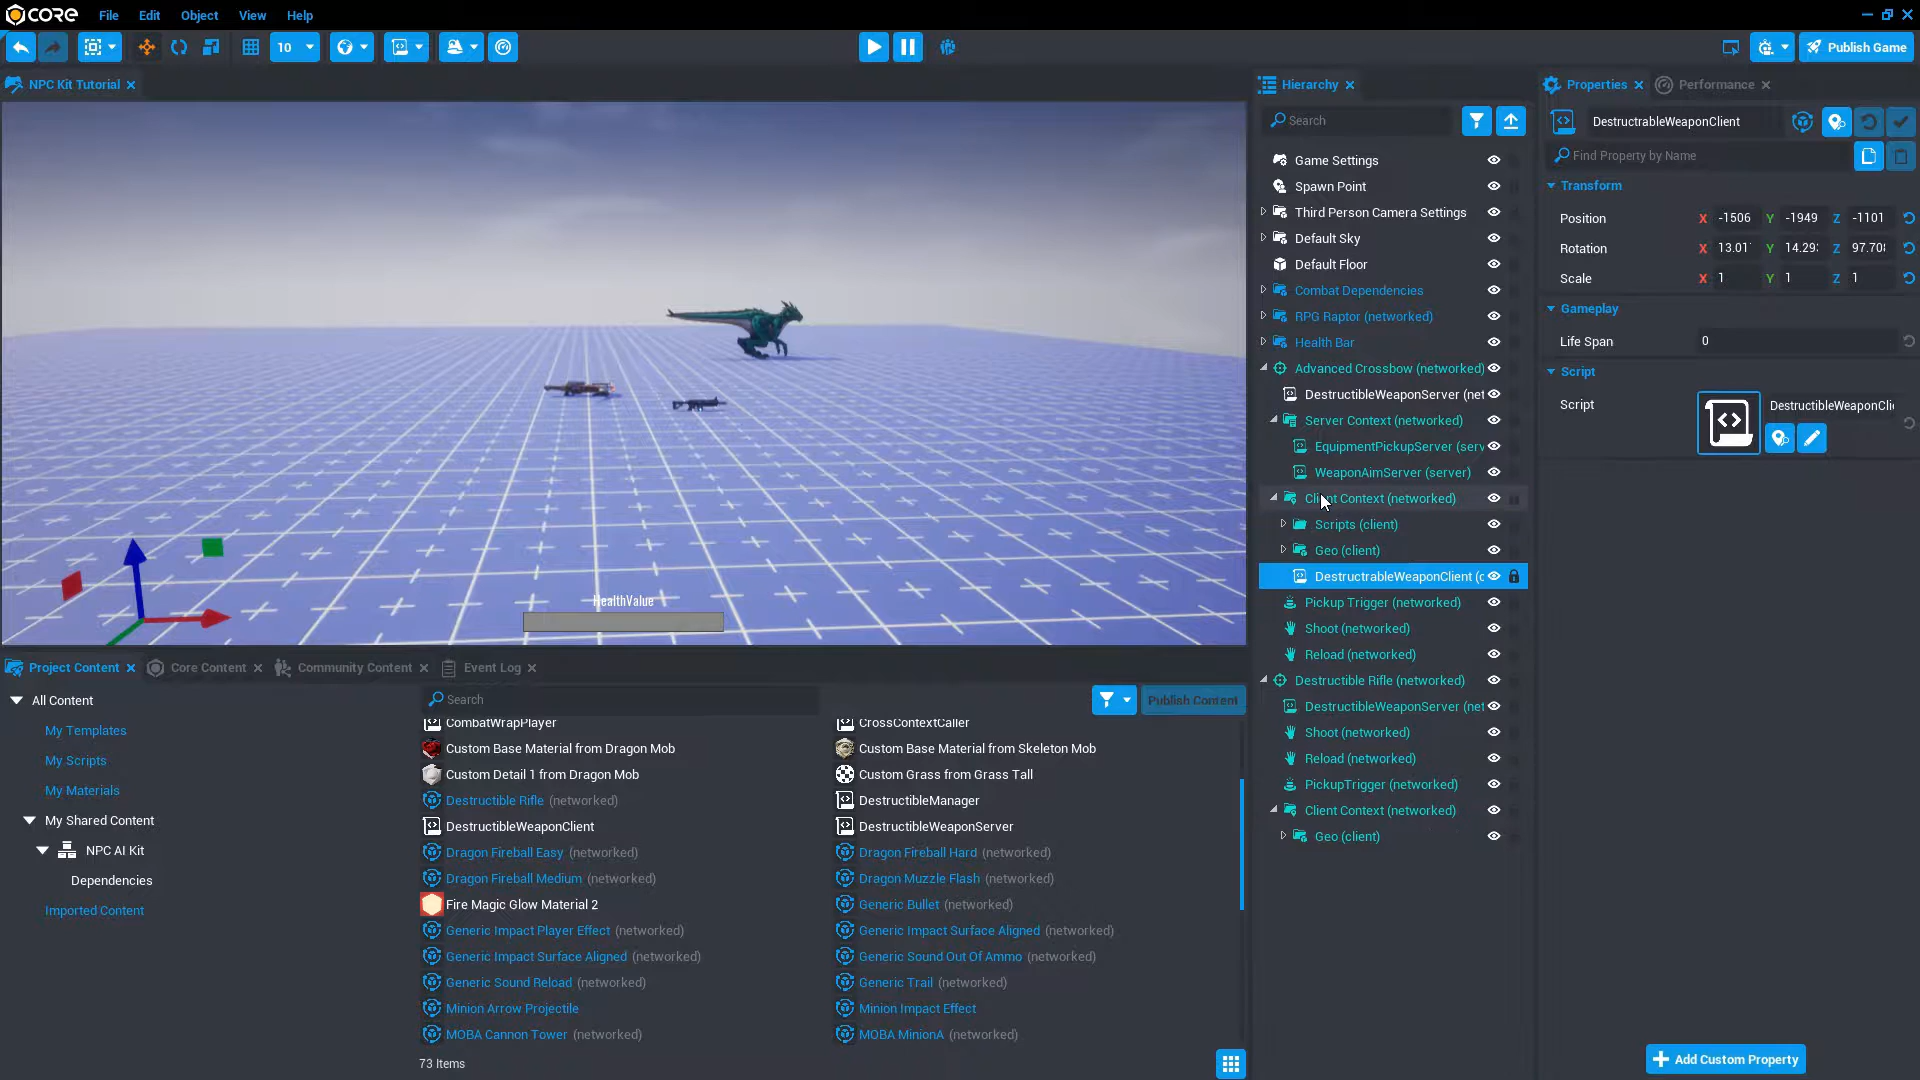 CORE
File Edit Object View Help
10
Publish Game
NPC Kit Tutorial
HealthValue
Hierarchy
Search
Game Settings
Spawn Point
Third Person Camera Settings
Default Sky
Default Floor
Combat Dependencies
RPG Raptor (networked)
Health Bar
Advanced Crossbow (networked)
DestructibleWeaponServer (net
Server Context (networked)
EquipmentPickupServer (serv
WeaponAimServer (server)
Client Context (networked)
Scripts (client)
Geo (client)
DestructrableWeaponClient (c
Pickup Trigger (networked)
Shoot (networked)
Reload (networked)
Destructible Rifle (networked)
DestructibleWeaponServer (net
Shoot (networked)
Reload (networked)
PickupTrigger (networked)
Client Context (networked)
Geo (client)
Properties Performance
DestructrableWeaponClient
Find Property by Name
Transform
Position X -1506 Y -1949 Z -1101
Rotation X 13.01 Y 14.29 Z 97.70
Scale X 1 Y 1 Z 1
Gameplay
Life Span 0
Script
Script DestructibleWeaponClie
Add Custom Property
Project Content Core Content Community Content Event Log
All Content
My Templates
My Scripts
My Materials
My Shared Content
NPC AI Kit
Dependencies
Imported Content
Search
Publish Content
CombatWrapPlayer CrossContextCaller
Custom Base Material from Dragon Mob Custom Base Material from Skeleton Mob
Custom Detail 1 from Dragon Mob Custom Grass from Grass Tall
Destructible Rifle (networked) DestructibleManager
DestructibleWeaponClient DestructibleWeaponServer
Dragon Fireball Easy (networked) Dragon Fireball Hard (networked)
Dragon Fireball Medium (networked) Dragon Muzzle Flash (networked)
Fire Magic Glow Material 2 Generic Bullet (networked)
Generic Impact Player Effect (networked) Generic Impact Surface Aligned (networked)
Generic Impact Surface Aligned (networked) Generic Sound Out Of Ammo (networked)
Generic Sound Reload (networked) Generic Trail (networked)
Minion Arrow Projectile Minion Impact Effect
MOBA Cannon Tower (networked) MOBA MinionA (networked)
73 Items